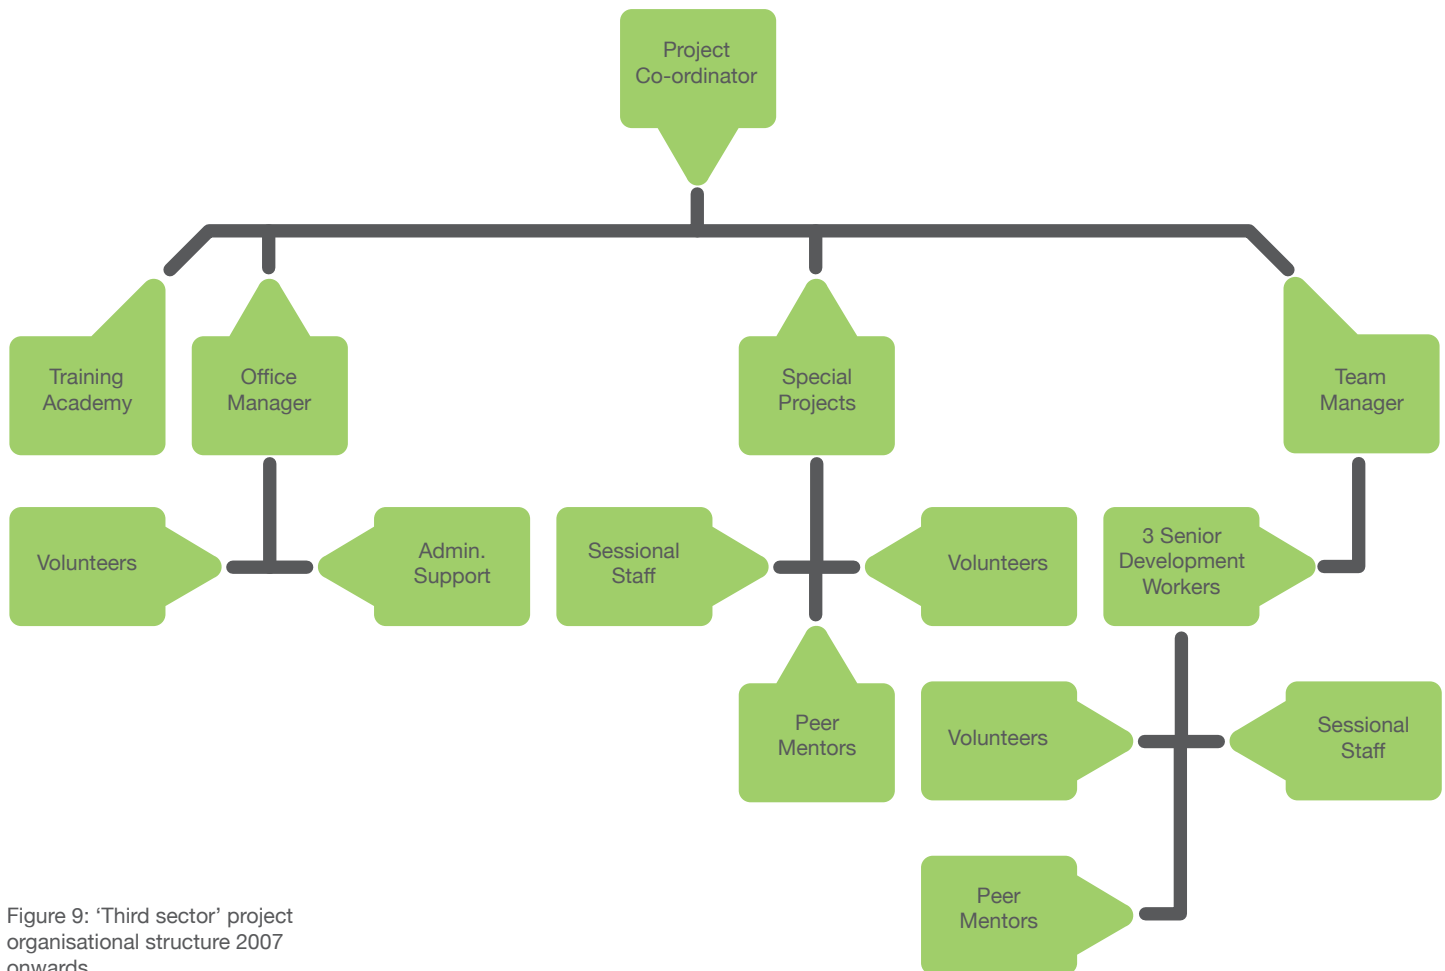 Project
Co-ordinator
Training
Academy
Office
Manager
Special
Projects
Team
Manager
Volunteers
Admin.
Support
Sessional
Staff
Volunteers
3 Senior
Development
Workers
Peer
Mentors
Volunteers
Sessional
Staff
Peer
Mentors
Figure 9: ‘Third sector’ project
organisational structure 2007
onwards